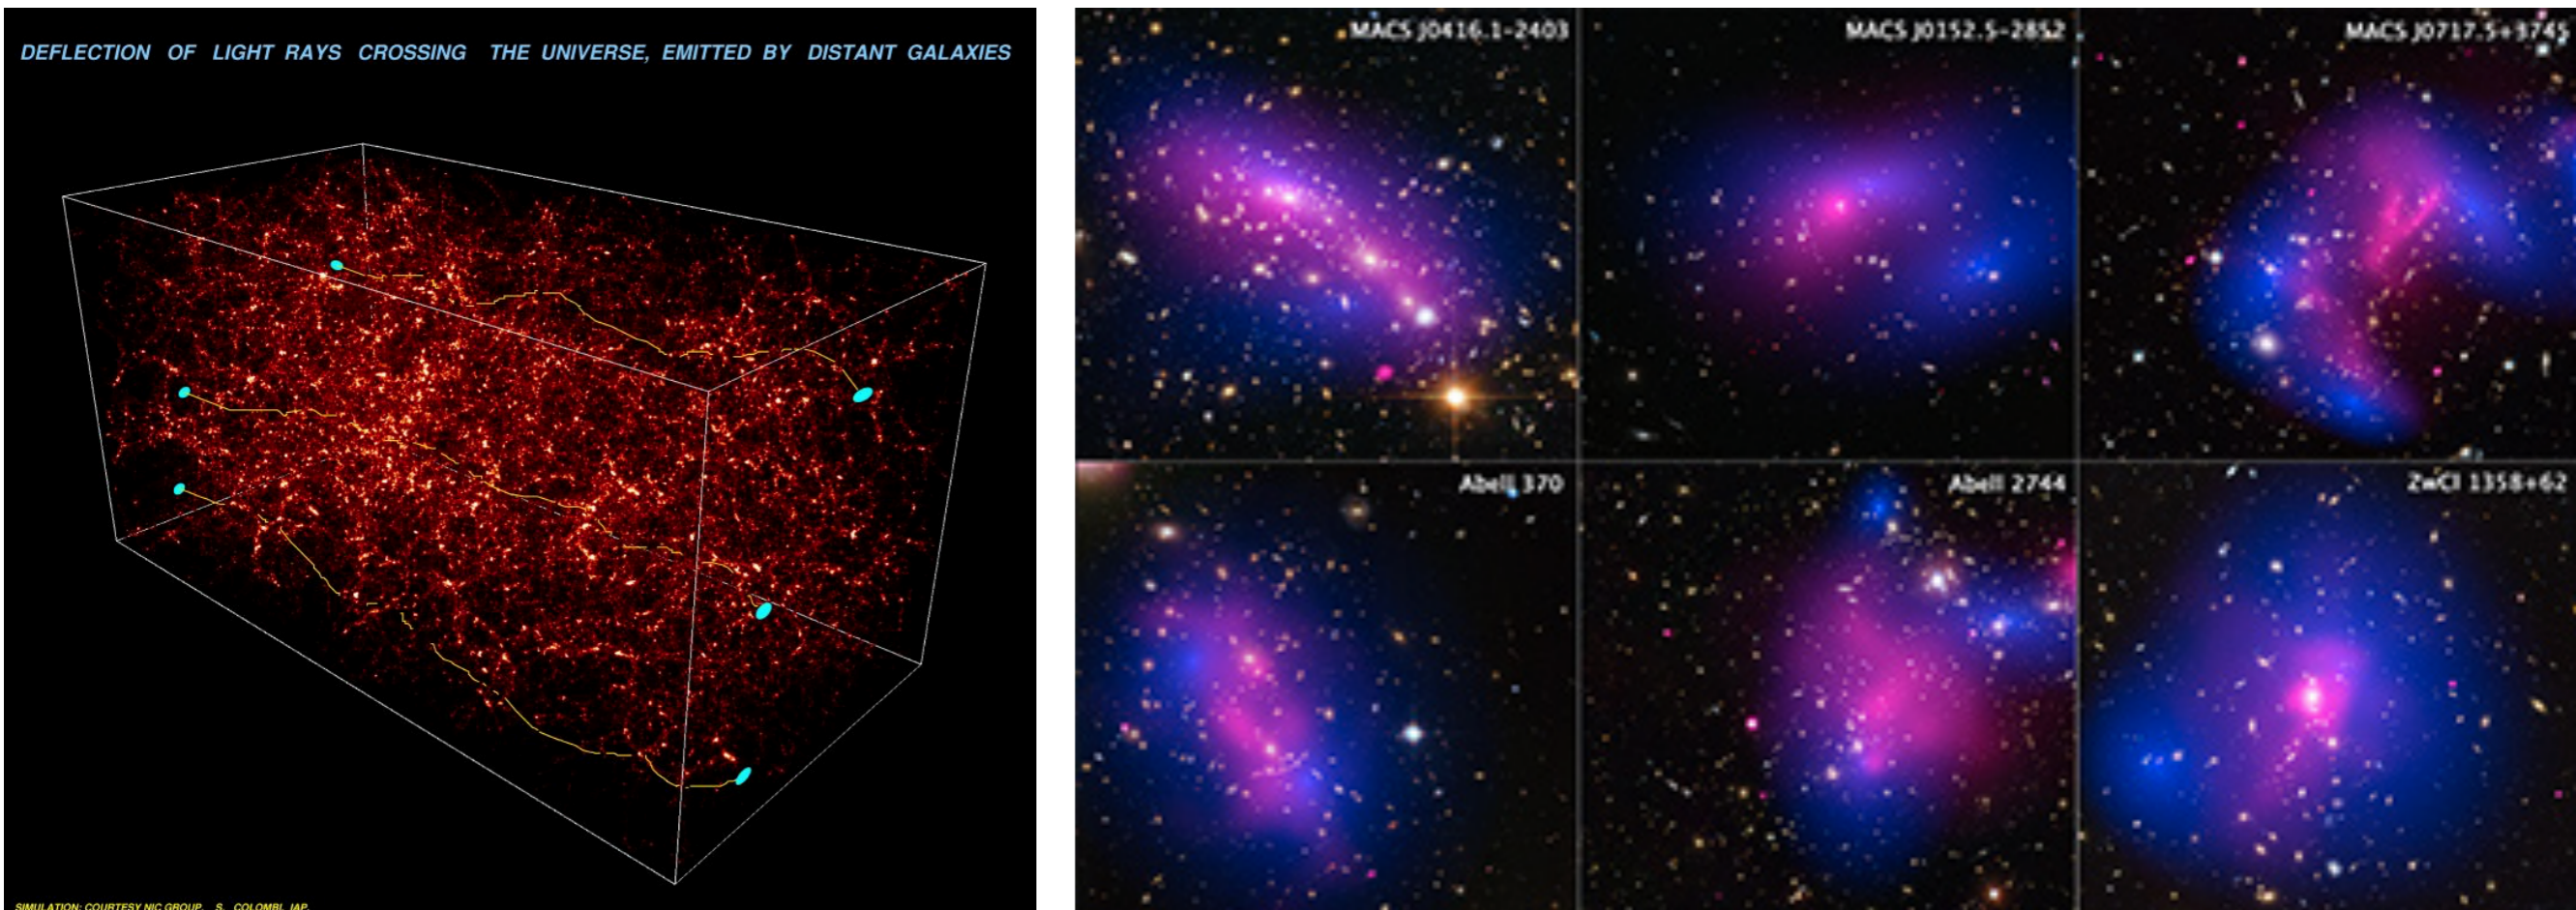 DEFLECTION OF LIGHT RAYS CROSSING THE UNIVERSE, EMITTED BY DISTANT GALAXIES
SIMULATION: COURTESY NIC GROUP, S. COLOMBI, IAP.
MACS J0416.1-2403
MACS J0152.5-2852
MACS J0717.5+3745
Abell 370
Abell 2744
ZwCl 1358+62